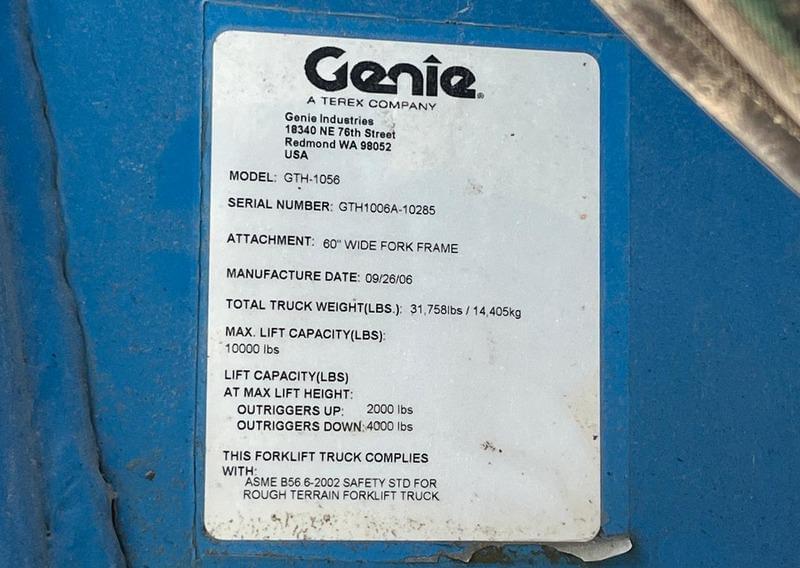 Genie®
A TEREX COMPANY
Genie Industries
18340 NE 76th Street
Redmond WA 98052
USA
MODEL: GTH-1056
SERIAL NUMBER: GTH1006A-10285
ATTACHMENT: 60" WIDE FORK FRAME
MANUFACTURE DATE: 09/26/06
TOTAL TRUCK WEIGHT(LBS.): 31,758lbs / 14,405kg
MAX. LIFT CAPACITY(LBS):
10000 lbs
LIFT CAPACITY(LBS)
AT MAX LIFT HEIGHT:
OUTRIGGERS UP: 2000 lbs
OUTRIGGERS DOWN: 4000 lbs
THIS FORKLIFT TRUCK COMPLIES
WITH:
ASME B56.6-2002 SAFETY STD FOR
ROUGH TERRAIN FORKLIFT TRUCK